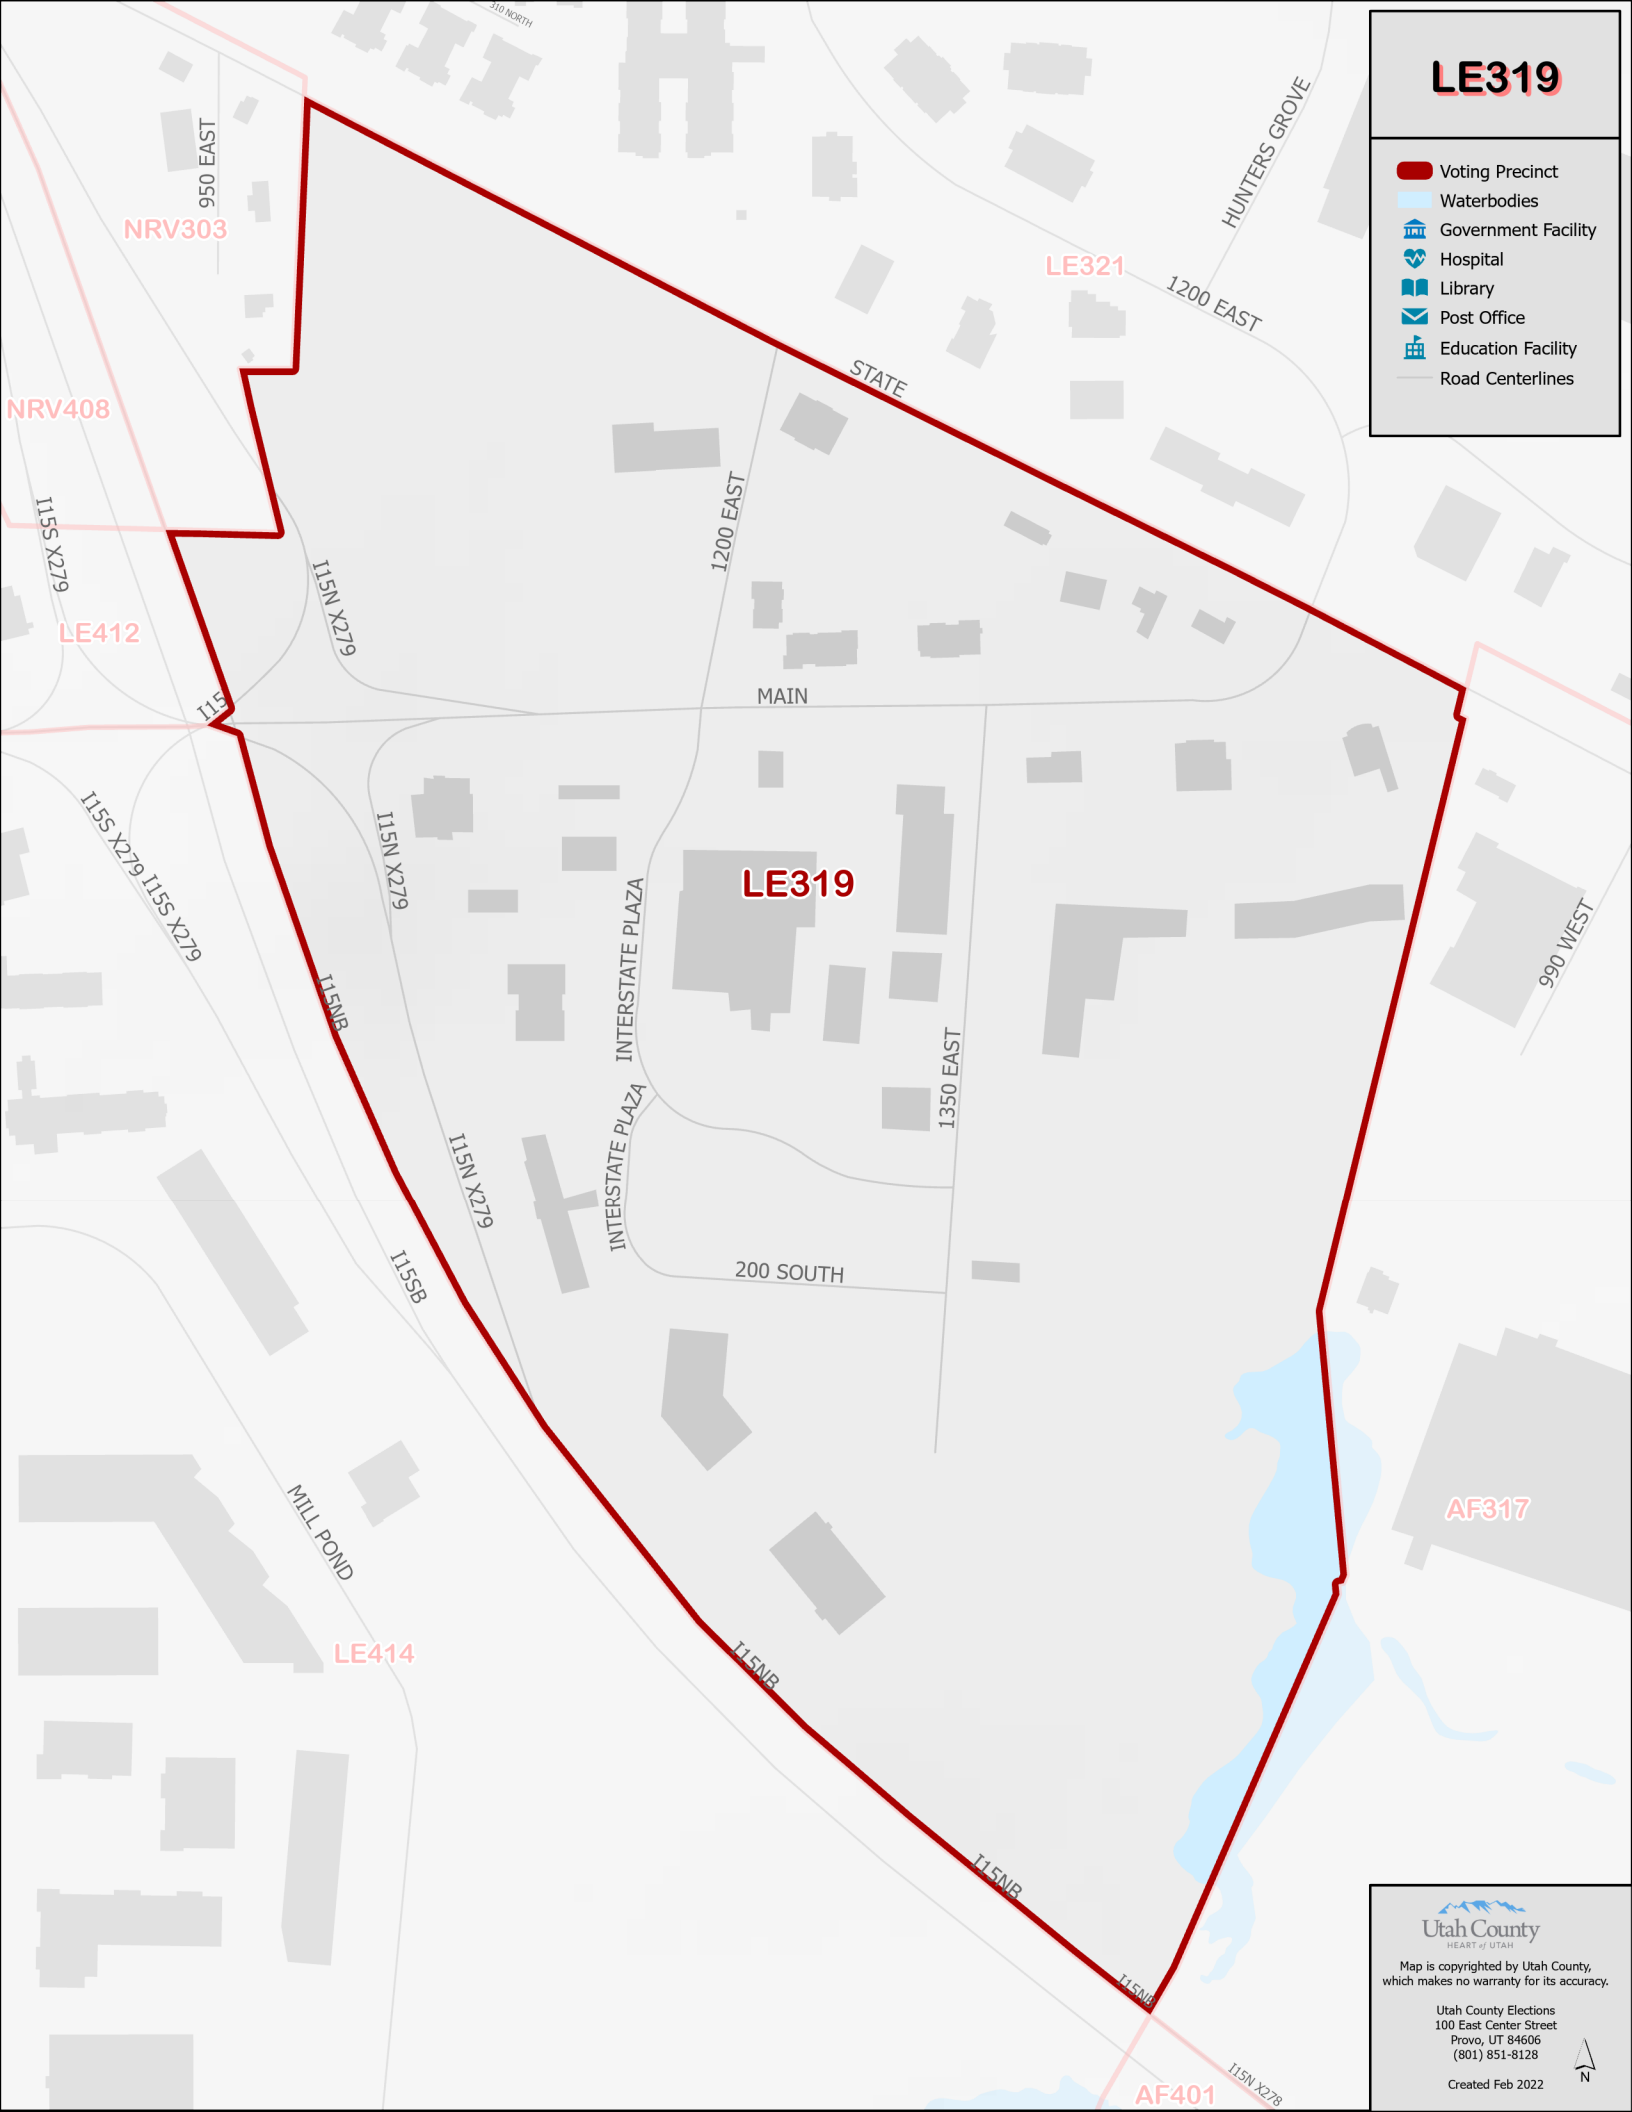 310 NORTH
LE319
HUNTERS GROVE
950 EAST
Voting Precinct
Waterbodies
NRV303
Government Facility
LE321
Hospital
1200 EAST
Library
Post Office
Education Facility
STATE
Road Centerlines
NRV408
1200 EAST
I15S X279
I15N X279
LE412
I15
MAIN
I15S X279
I15N X279
LE319
I15S X279
INTERSTATE PLAZA
990 WEST
I15NB
1350 EAST
INTERSTATE PLAZA
I15N X279
I15SB
200 SOUTH
MILL POND
AF317
LE414
I15NB
I15NB
Utah County
HEART of UTAH
Map is copyrighted by Utah County,
which makes no warranty for its accuracy.
I15NB
Utah County Elections
100 East Center Street
Provo, UT 84606
(801) 851-8128
N
Created Feb 2022
I15N X278
AF401